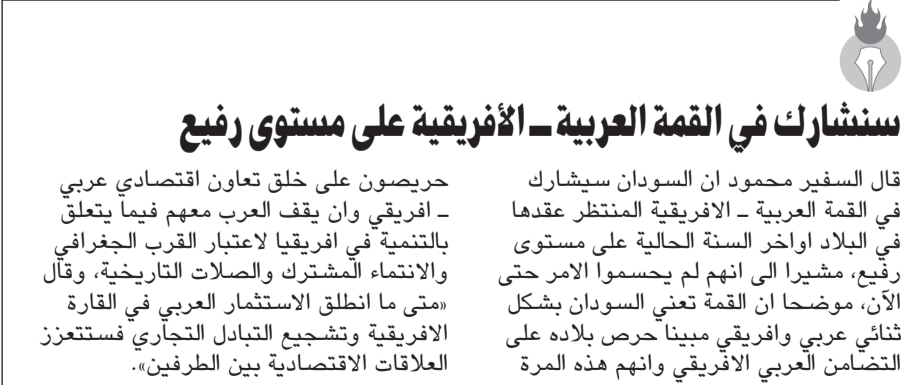 سنشارك في القمة العربية ـ الأفريقية على مستوى رفيع
قال السفير محمود ان السودان سيشارك
في القمة العربية ـ الافريقية المنتظر عقدها
في البلاد اواخر السنة الحالية على مستوى
رفيع، مشيرا الى انهم لم يحسموا الامر حتى
الآن، موضحا ان القمة تعني السودان بشكل
ثنائي عربي وافريقي مبينا حرص بلاده على
التضامن العربي الافريقي وانهم هذه المرة
حريصون على خلق تعاون اقتصادي عربي
ـ افريقي وان يقف العرب معهم فيما يتعلق
بالتنمية في افريقيا لاعتبار القرب الجغرافي
والانتماء المشترك والصلات التاريخية، وقال
«متى ما انطلق الاستثمار العربي في القارة
الافريقية وتشجيع التبادل التجاري فستتعزز
العلاقات الاقتصادية بين الطرفين».